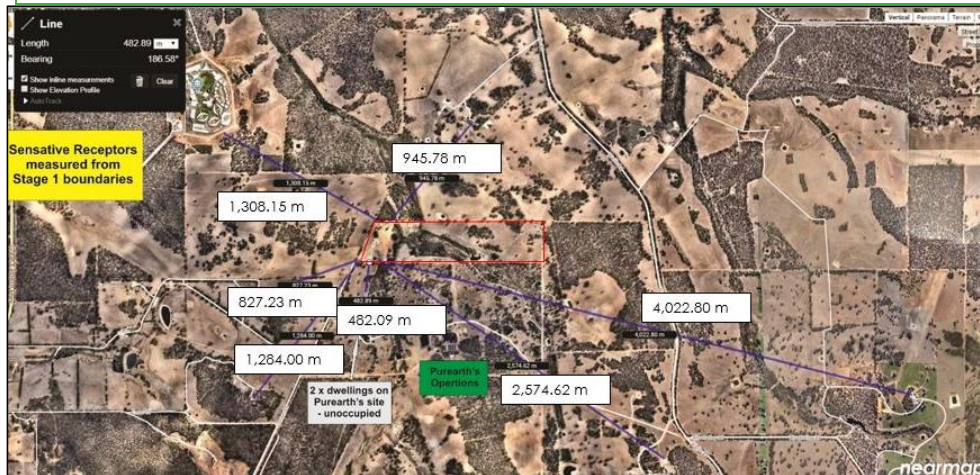 Line
Length 482.89 m
Bearing 186.58°
Show inline measurements
Show Elevation Profile
AutoTrack
Clear
Vertical Panorama Terrain
Street
Sensative Receptors
measured from
Stage 1 boundaries
945.78 m
945.78 m
1,308.15 m
1,308.15 m
827.23 m
827.23 m
482.89 m
482.09 m
4,022.80 m
4,022.80 m
1,284.00 m
1,284.00 m
2 x dwellings on
Purearth's site
- unoccupied
Purearth's
Opertions
2,574.62 m
2,574.62 m
nearmap